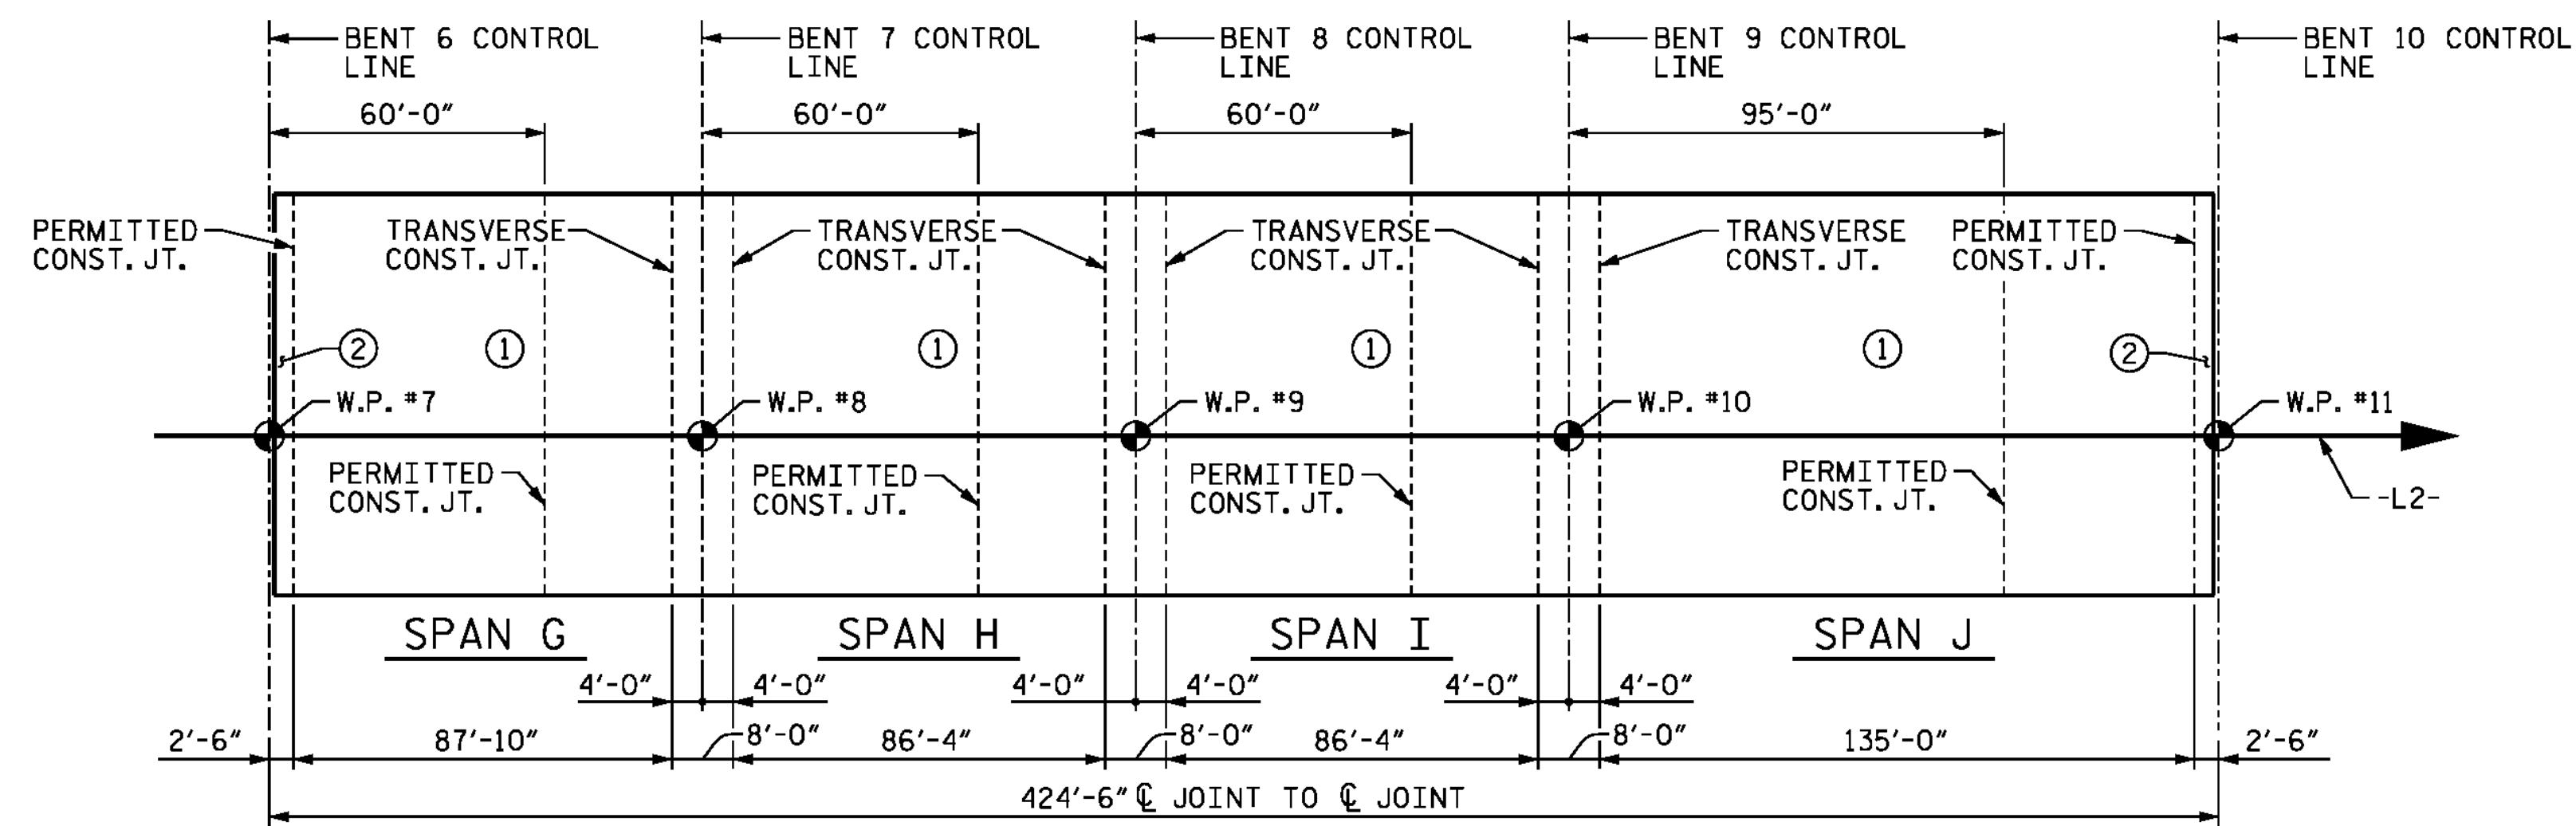 BENT 6 CONTROL
LINE
BENT 7 CONTROL
LINE
BENT 8 CONTROL
LINE
BENT 9 CONTROL
LINE
BENT 10 CONTROL
LINE
60'-0"
60'-0"
60'-0"
95'-0"
PERMITTED
CONST. JT.
TRANSVERSE
CONST. JT.
TRANSVERSE
CONST. JT.
TRANSVERSE
CONST. JT.
TRANSVERSE
CONST. JT.
PERMITTED
CONST. JT.
2
1
1
1
1
2
W.P. #7
W.P. #8
W.P. #9
W.P. #10
W.P. #11
PERMITTED
CONST. JT.
PERMITTED
CONST. JT.
PERMITTED
CONST. JT.
PERMITTED
CONST. JT.
-L2-
SPAN G
SPAN H
SPAN I
SPAN J
4'-0"
4'-0"
4'-0"
4'-0"
4'-0"
4'-0"
2'-6"
87'-10"
8'-0"
86'-4"
8'-0"
86'-4"
8'-0"
135'-0"
2'-6"
424'-6" ℄ JOINT TO ℄ JOINT